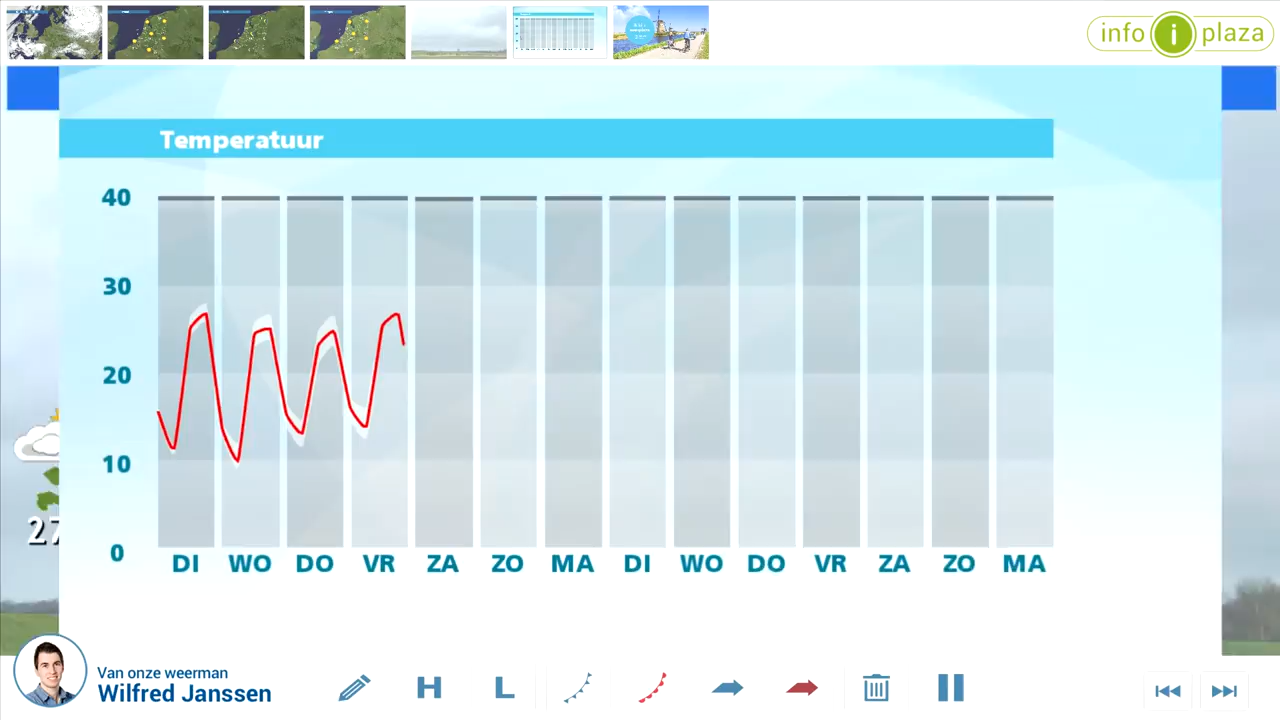 info i plaza
Temperatuur
40
30
20
10
0
DI WO DO VR ZA ZO MA DI WO DO VR ZA ZO MA
27
Van onze weerman
Wilfred Janssen
H L